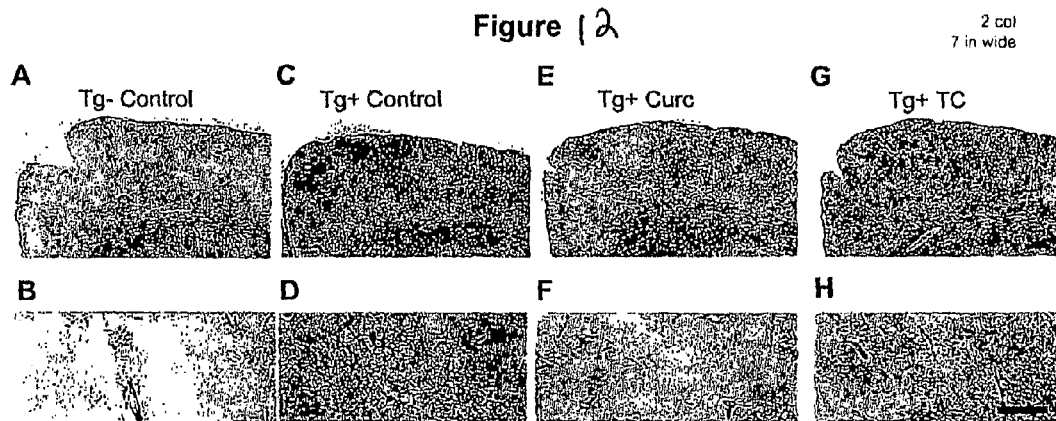 Figure 12
2 col
7 in wide
A C E G
Tg- Control Tg+ Control Tg+ Curc Tg+ TC
B D F H